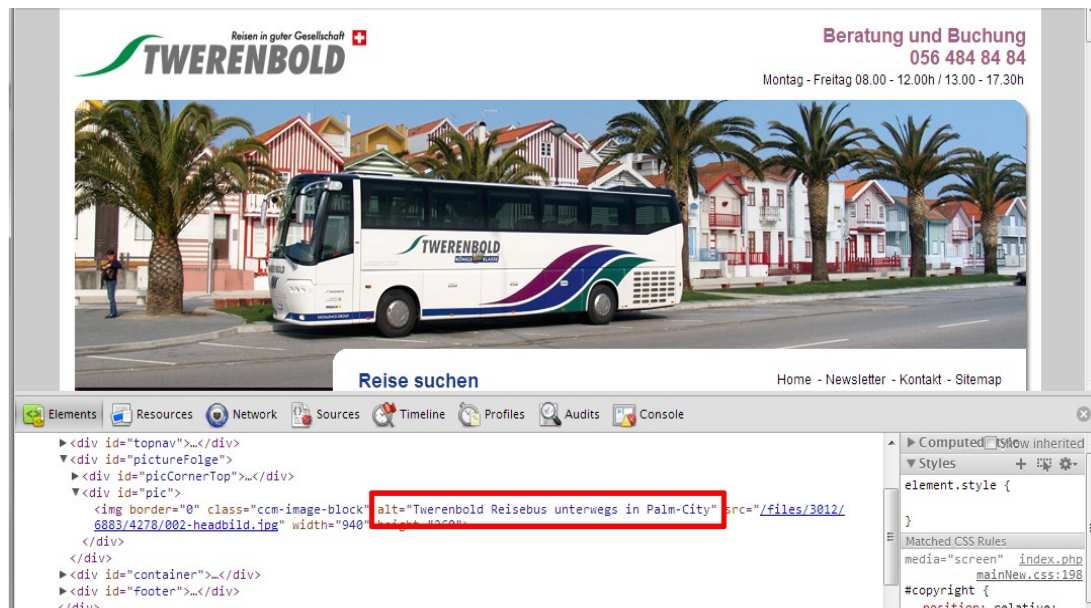 Reisen in guter Gesellschaft
TWERENBOLD
Beratung und Buchung
056 484 84 84
Montag - Freitag 08.00 - 12.00h / 13.00 - 17.30h
TWERENBOLD
KÖNIGS KLASSE
Reise suchen
Home - Newsletter - Kontakt - Sitemap
Elements Resources Network Sources Timeline Profiles Audits Console
▶<div id="topnav">…</div>
▼<div id="pictureFolge">
▶<div id="picCornerTop">…</div>
▼<div id="pic">
<img border="0" class="ccm-image-block" alt="Twerenbold Reisebus unterwegs in Palm-City" src="/files/3012/
6883/4278/002-headbild.jpg" width="940"
</div>
</div>
▶<div id="container">…</div>
▶<div id="footer">…</div>
</div>
▶ Computed Style Show inherited
▼ Styles
element.style {
}
Matched CSS Rules
media="screen" index.php
mainNew.css:198
#copyright {
position: relative;